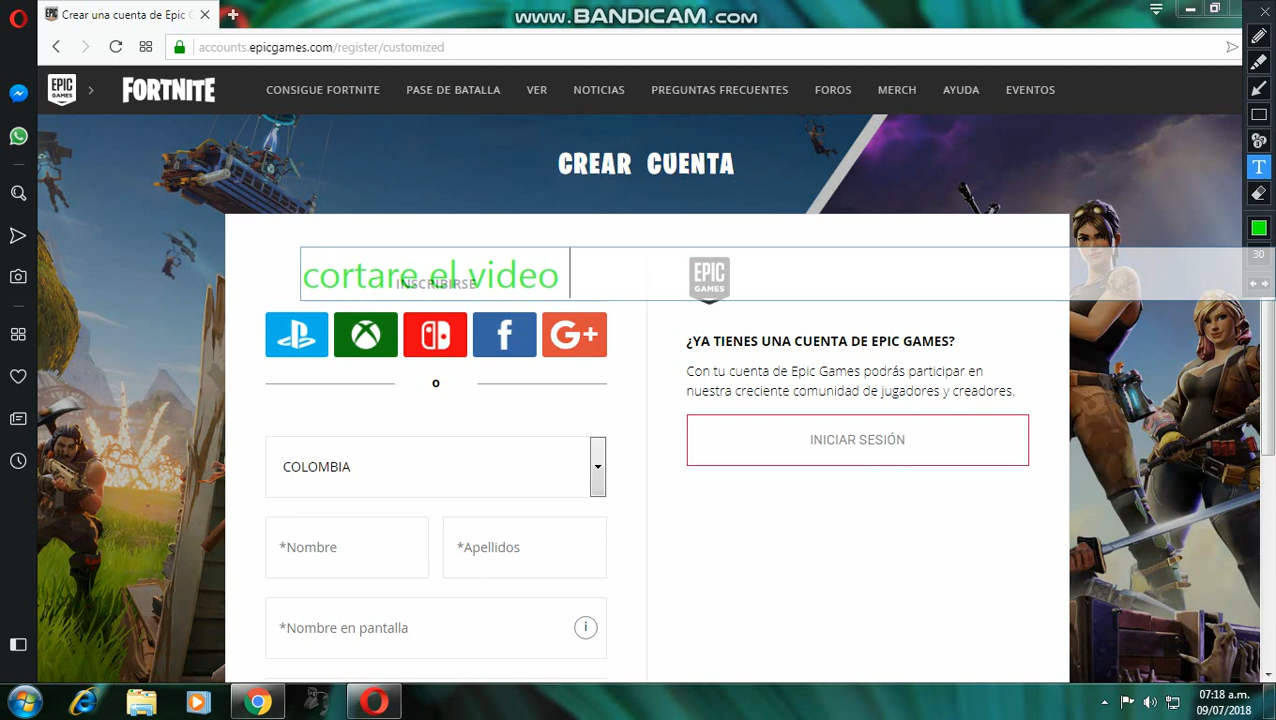 Crear una cuenta de Epic G
www.BANDICAM.com
accounts.epicgames.com/register/customized
EPIC GAMES
FORTNITE
CONSIGUE FORTNITE
PASE DE BATALLA
VER
NOTICIAS
PREGUNTAS FRECUENTES
FOROS
MERCH
AYUDA
EVENTOS
CREAR CUENTA
cortare el video
INSCRIBIRSE
EPIC GAMES
30
G+
o
¿YA TIENES UNA CUENTA DE EPIC GAMES?
Con tu cuenta de Epic Games podrás participar en
nuestra creciente comunidad de jugadores y creadores.
INICIAR SESIÓN
COLOMBIA
*Nombre
*Apellidos
*Nombre en pantalla
i
07:18 a.m.
09/07/2018